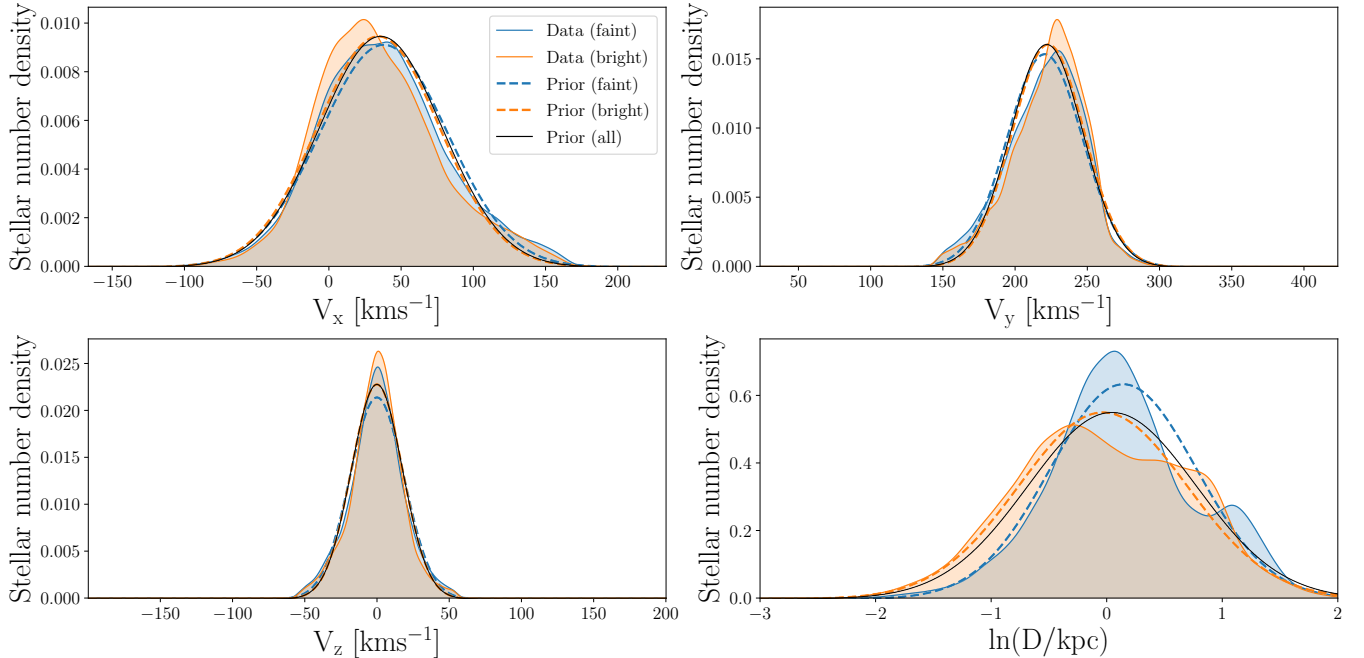 Stellar number density
0.010
0.008
0.006
0.004
0.002
0.000
−150 −100 −50 0 50 100 150 200
V_x [kms⁻¹]
Data (faint)
Data (bright)
Prior (faint)
Prior (bright)
Prior (all)
Stellar number density
0.015
0.010
0.005
0.000
50 100 150 200 250 300 350 400
V_y [kms⁻¹]
Stellar number density
0.025
0.020
0.015
0.010
0.005
0.000
−150 −100 −50 0 50 100 150 200
V_z [kms⁻¹]
Stellar number density
0.6
0.4
0.2
0.0
−3 −2 −1 0 1 2
ln(D/kpc)